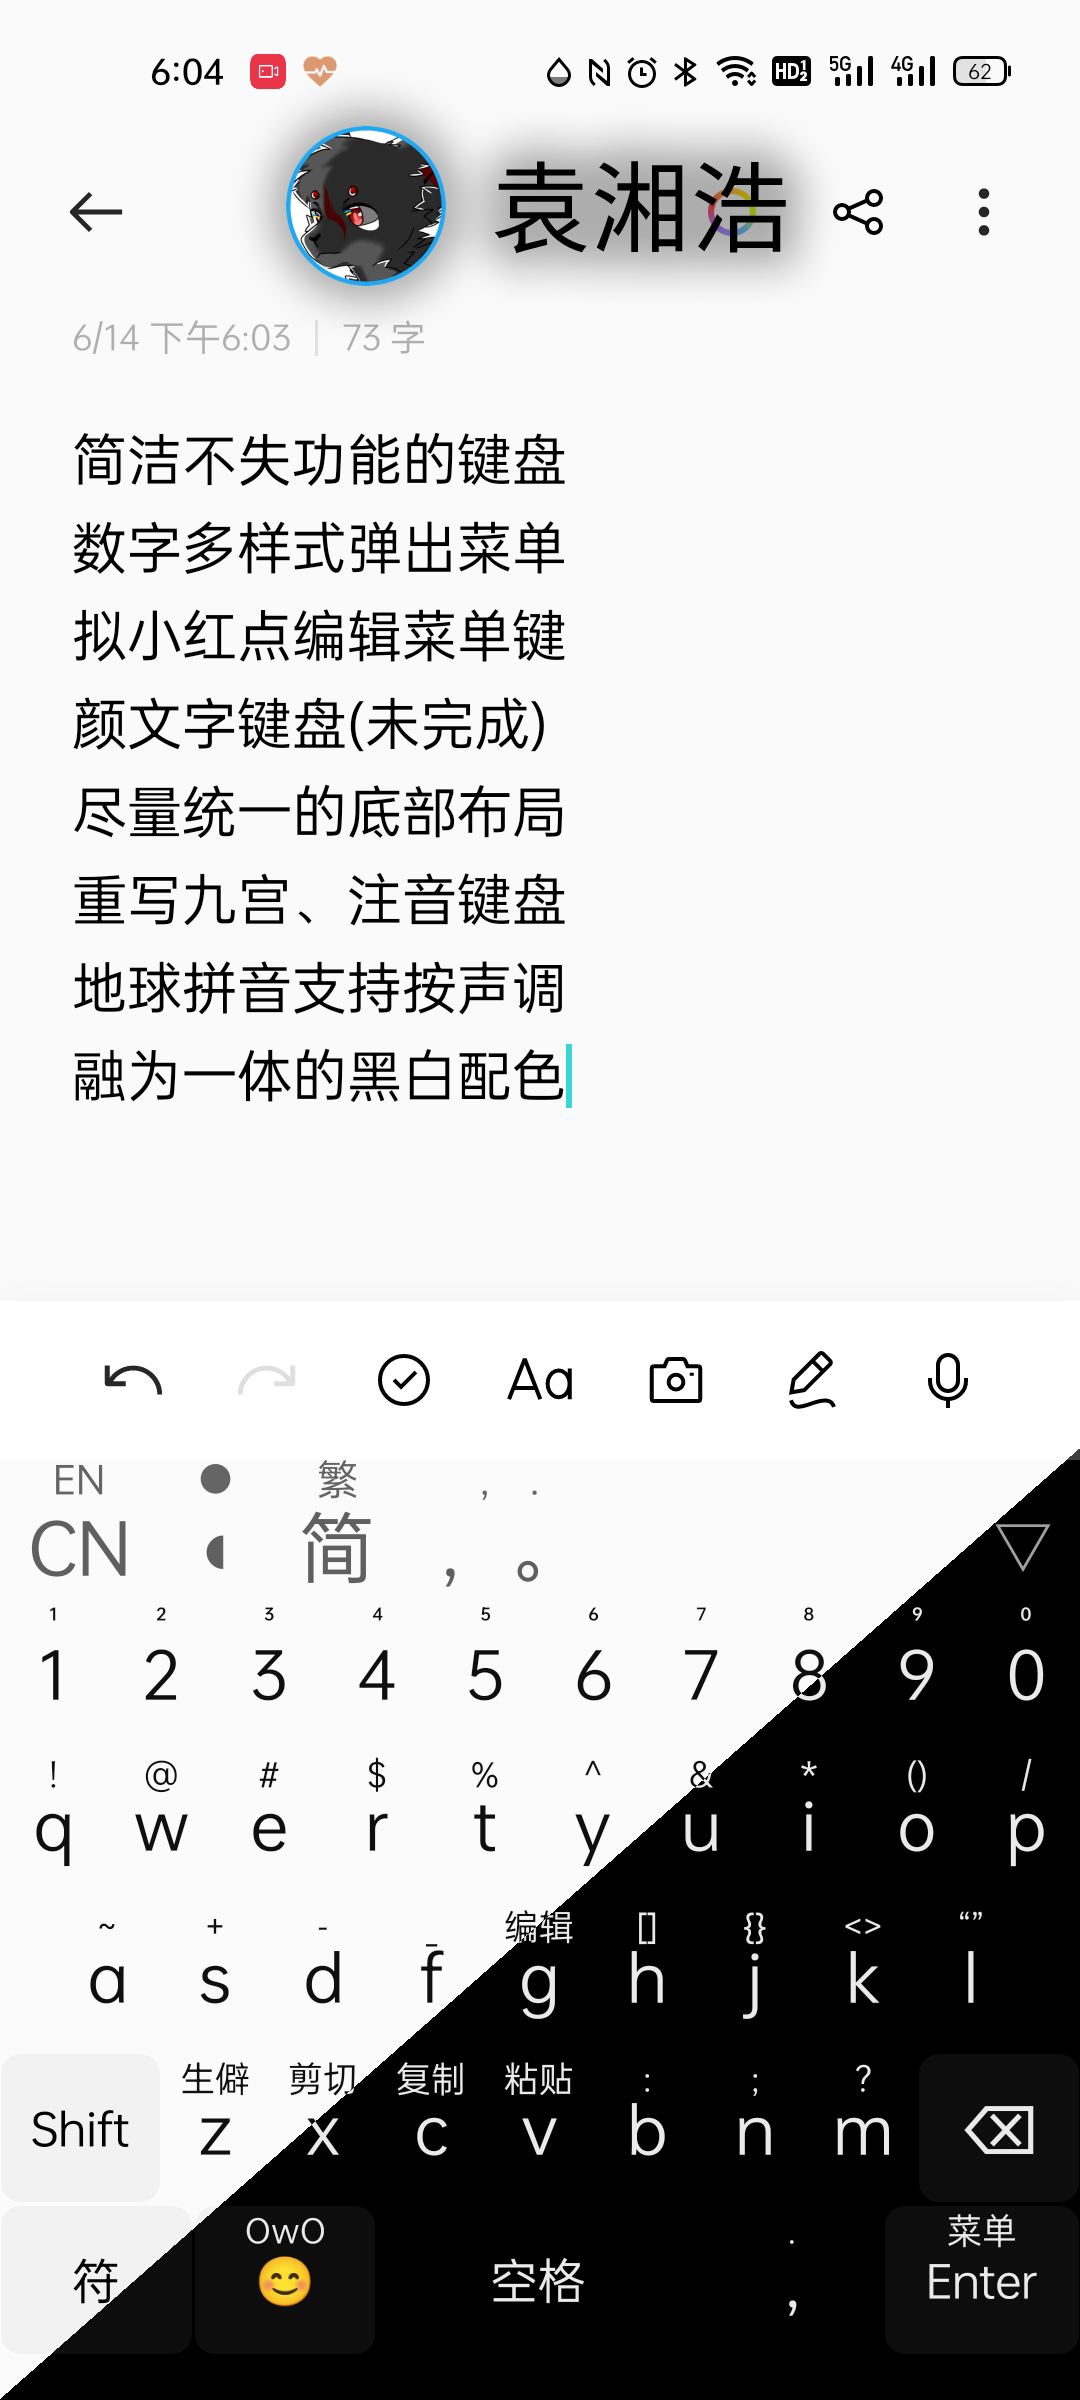 6:04 HD 1 2 5G 4G 62
袁湘浩
6/14 下午6:03 | 73 字
简洁不失功能的键盘
数字多样式弹出菜单
拟小红点编辑菜单键
颜文字键盘(未完成)
尽量统一的底部布局
重写九宫、注音键盘
地球拼音支持按声调
融为一体的黑白配色
Aa
EN ● 繁 , .
CN ◖ 简 ， 。
1 2 3 4 5 6 7 8 9 0
1 2 3 4 5 6 7 8 9 0
! @ # $ % ^ & * () /
q w e r t y u i o p
~ + - _ 编辑 [] {} <> “”
a s d f g h j k l
生僻 剪切 复制 粘贴 : ; ?
Shift z x c v b n m
OwO . 菜单
符 😊 空格 , Enter